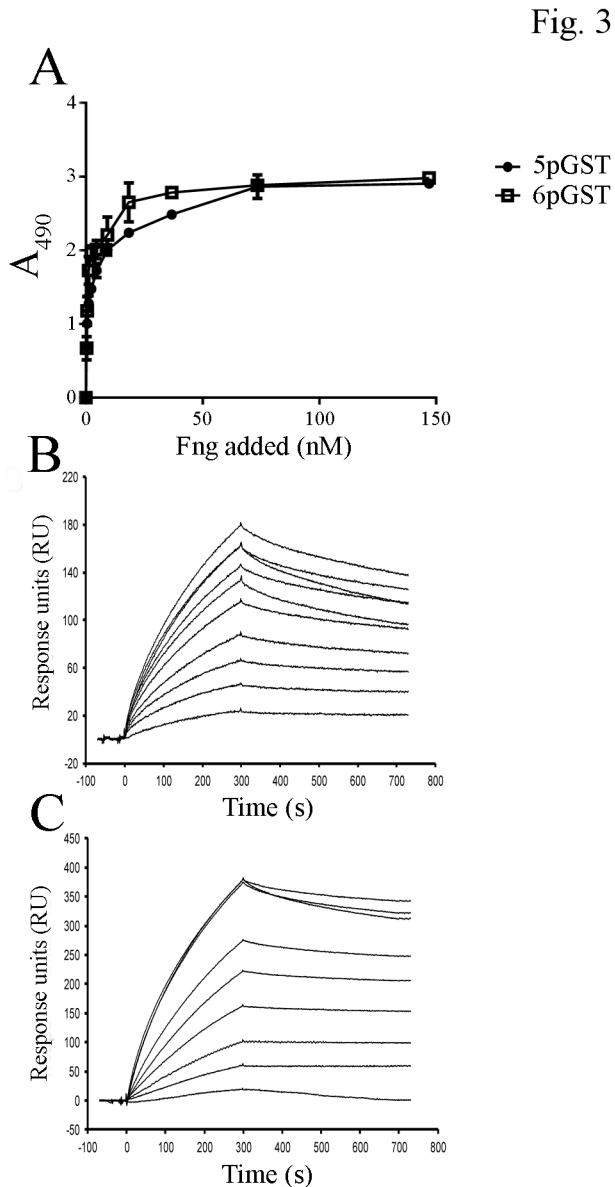 Fig. 3
A
4
3
2
1
0
A490
0 50 100 150
Fng added (nM)
5pGST
6pGST
B
220
180
140
100
60
20
-20
Response units (RU)
-100 0 100 200 300 400 500 600 700 800
Time (s)
C
450
400
350
300
250
200
150
100
50
0
-50
Response units (RU)
-100 0 100 200 300 400 500 600 700 800
Time (s)